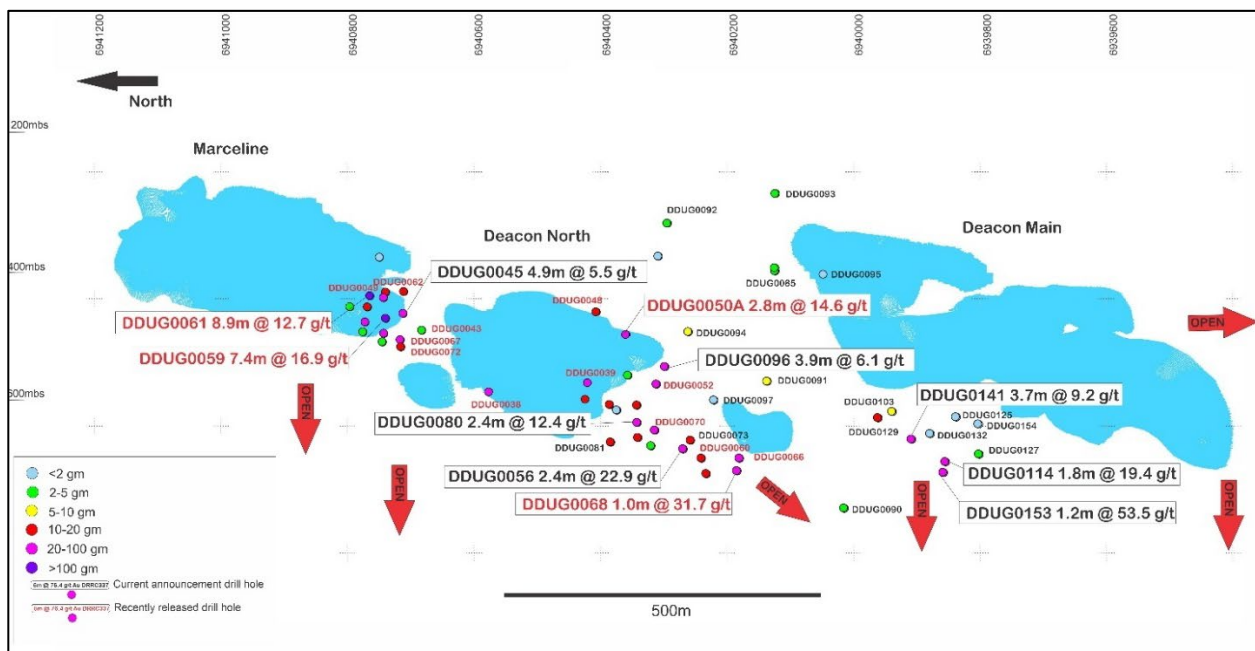 6941200
6941000
6940800
6940600
6940400
6940200
6940000
6939800
6939600
North
200mbs
Marceline
DDUG0093
DDUG0092
Deacon North
Deacon Main
400mbs
DDUG0045 4.9m @ 5.5 g/t
DDUG0085
DDUG0095
DDUG0049
DDUG0062
DDUG0048
DDUG0050A 2.8m @ 14.6 g/t
DDUG0061 8.9m @ 12.7 g/t
DDUG0043
DDUG0094
OPEN
DDUG0067
DDUG0072
DDUG0059 7.4m @ 16.9 g/t
DDUG0096 3.9m @ 6.1 g/t
DDUG0039
DDUG0052
DDUG0091
DDUG0036
DDUG0141 3.7m @ 9.2 g/t
600mbs
OPEN
DDUG0097
DDUG0103
DDUG0080 2.4m @ 12.4 g/t
DDUG0070
DDUG0129
DDUG0126
DDUG0154
DDUG0132
DDUG0081
DDUG0073
DDUG0060
DDUG0066
DDUG0127
DDUG0056 2.4m @ 22.9 g/t
DDUG0114 1.8m @ 19.4 g/t
DDUG0068 1.0m @ 31.7 g/t
OPEN
OPEN
DDUG0090
OPEN
DDUG0153 1.2m @ 53.5 g/t
OPEN
<2 gm
2-5 gm
5-10 gm
10-20 gm
20-100 gm
>100 gm
Current announcement drill hole
Recently released drill hole
500m